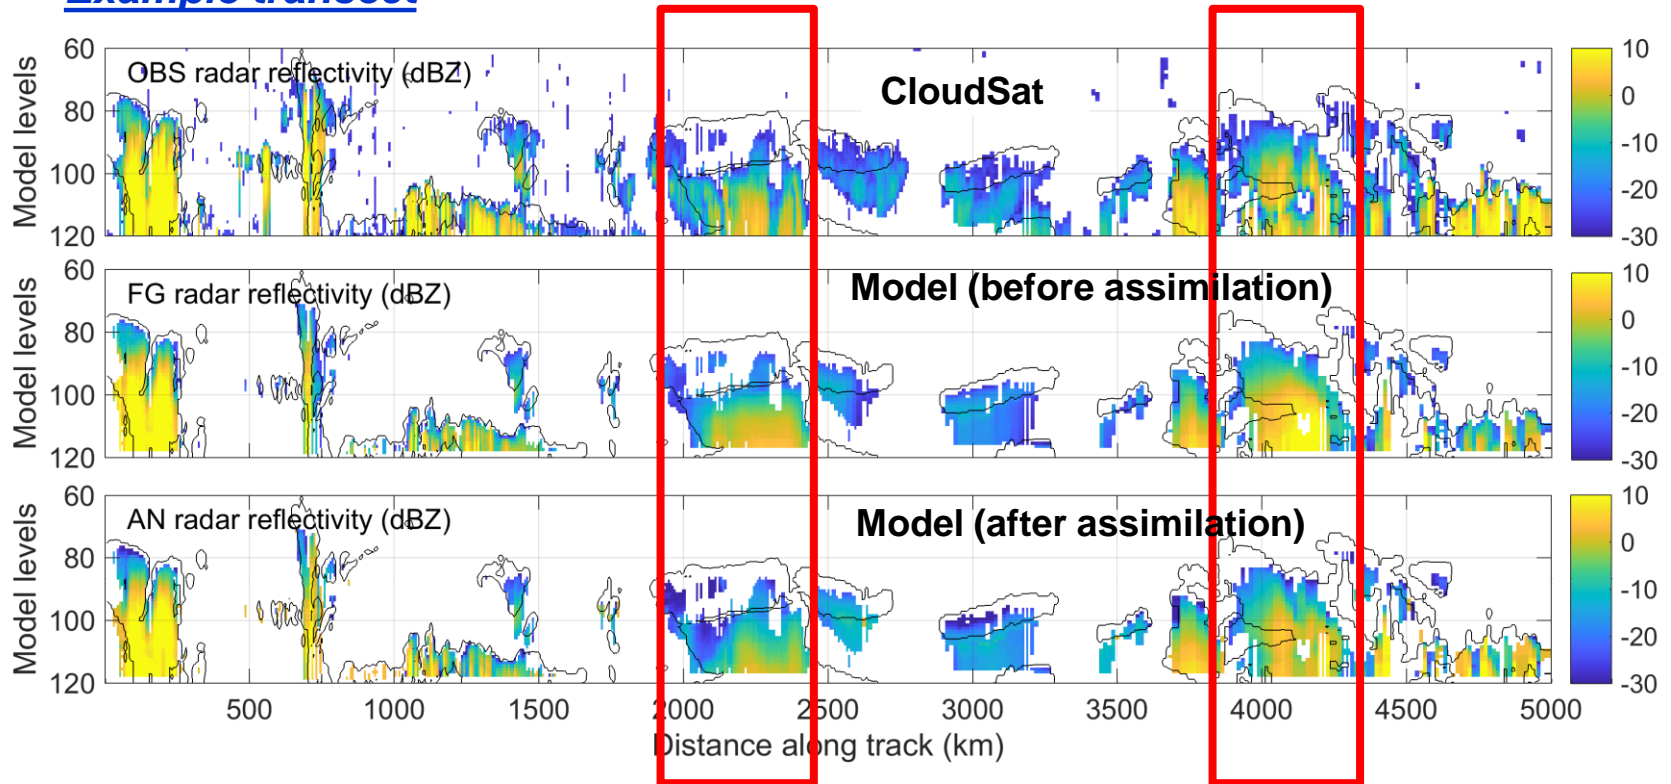 Example transect
60
80
100
120
Model levels
OBS radar reflectivity (dBZ)
CloudSat
10
0
-10
-20
-30
60
80
100
120
Model levels
FG radar reflectivity (dBZ)
Model (before assimilation)
10
0
-10
-20
-30
60
80
100
120
Model levels
AN radar reflectivity (dBZ)
Model (after assimilation)
10
0
-10
-20
-30
500 1000 1500 2000 2500 3000 3500 4000 4500 5000
Distance along track (km)